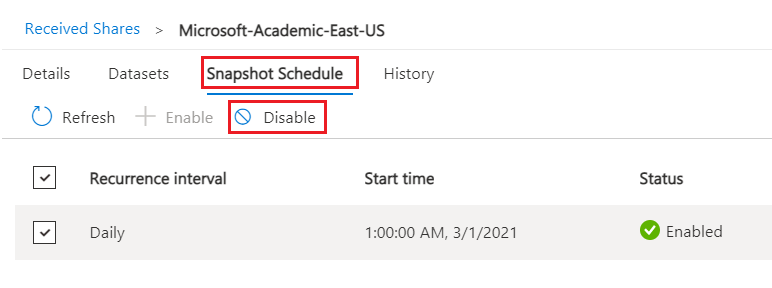 Received Shares > Microsoft-Academic-East-US
Details Datasets Snapshot Schedule History
Refresh Enable Disable
Recurrence interval Start time Status
Daily 1:00:00 AM, 3/1/2021 Enabled